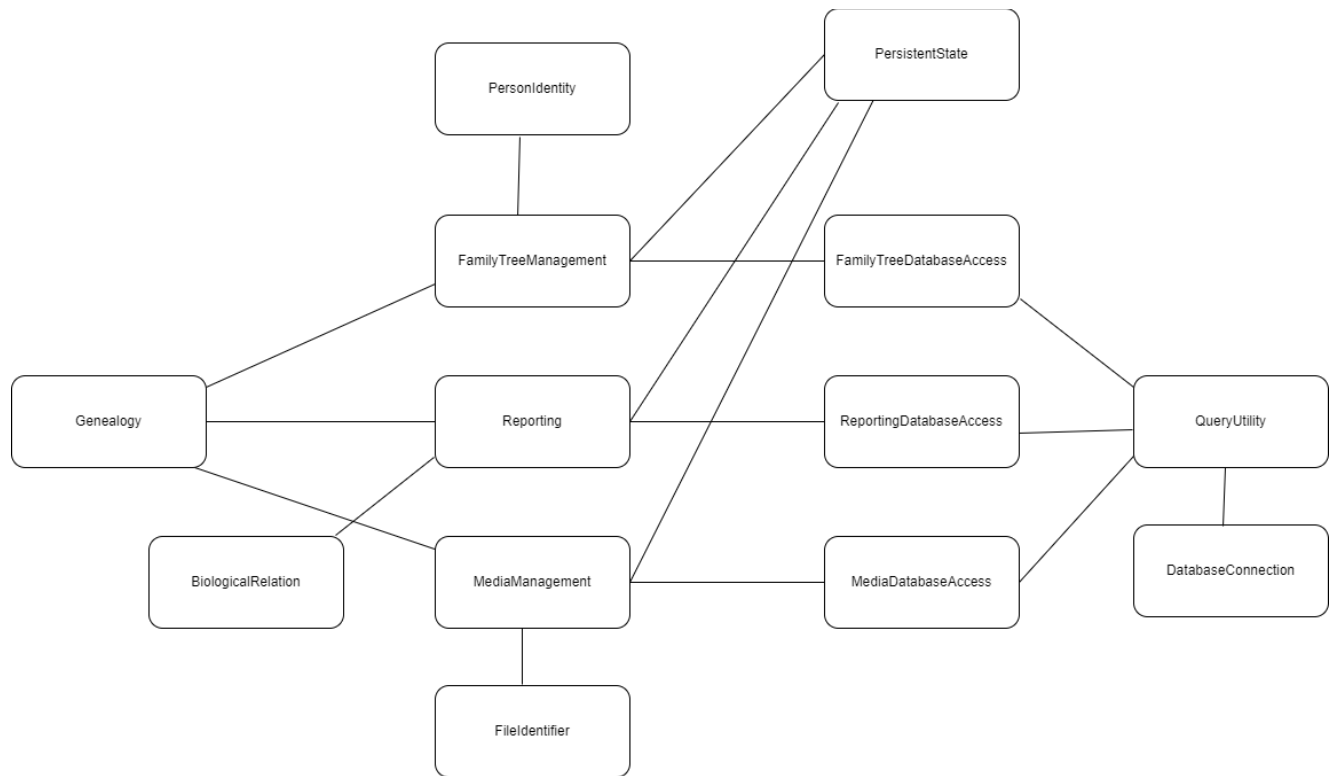 PersistentState
PersonIdentity
FamilyTreeManagement
FamilyTreeDatabaseAccess
Genealogy
Reporting
ReportingDatabaseAccess
QueryUtility
BiologicalRelation
MediaManagement
MediaDatabaseAccess
DatabaseConnection
FileIdentifier